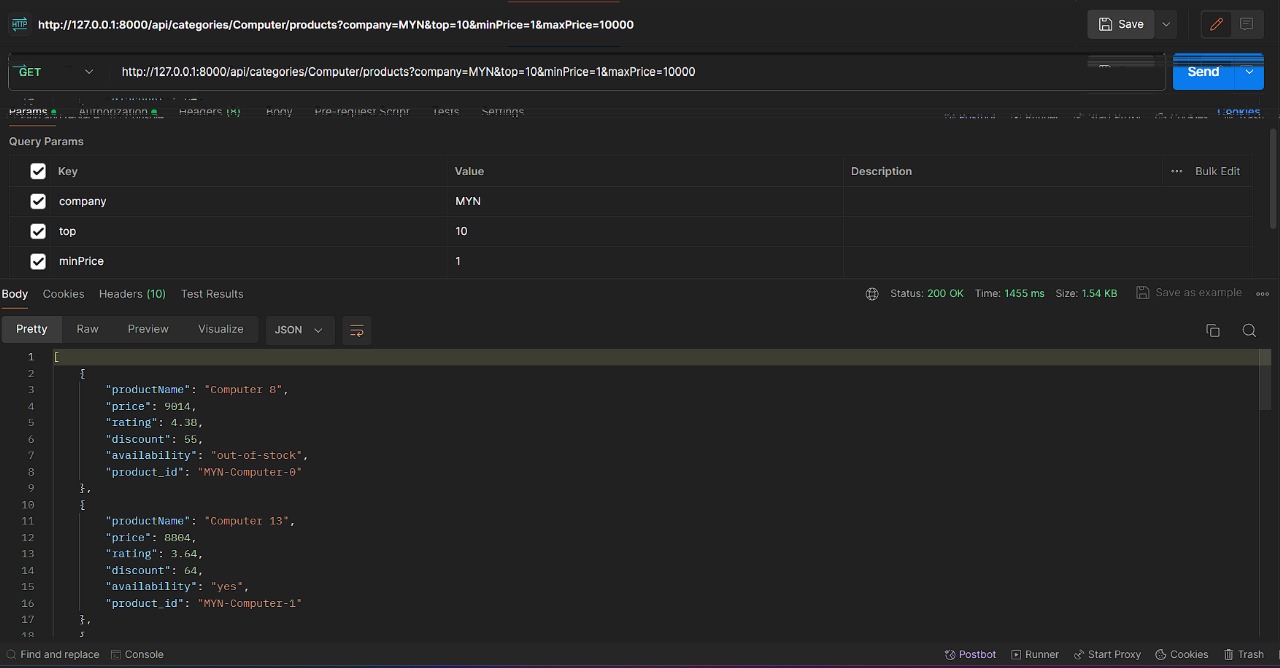 HTTP http://127.0.0.1:8000/api/categories/Computer/products?company=MYN&top=10&minPrice=1&maxPrice=10000 Save
GET http://127.0.0.1:8000/api/categories/Computer/products?company=MYN&top=10&minPrice=1&maxPrice=10000 Send
Params Authorization Headers (8) Body Pre-request Script Tests Settings Cookies
Query Params
Key Value Description ••• Bulk Edit
company MYN
top 10
minPrice 1
Body Cookies Headers (10) Test Results Status: 200 OK Time: 1455 ms Size: 1.54 KB Save as example
Pretty Raw Preview Visualize JSON
1 [
2 {
3 "productName": "Computer 8",
4 "price": 9014,
5 "rating": 4.38,
6 "discount": 55,
7 "availability": "out-of-stock",
8 "product_id": "MYN-Computer-0"
9 },
10 {
11 "productName": "Computer 13",
12 "price": 8804,
13 "rating": 3.64,
14 "discount": 64,
15 "availability": "yes",
16 "product_id": "MYN-Computer-1"
17 },
18 {
Find and replace Console Postbot Runner Start Proxy Cookies Trash